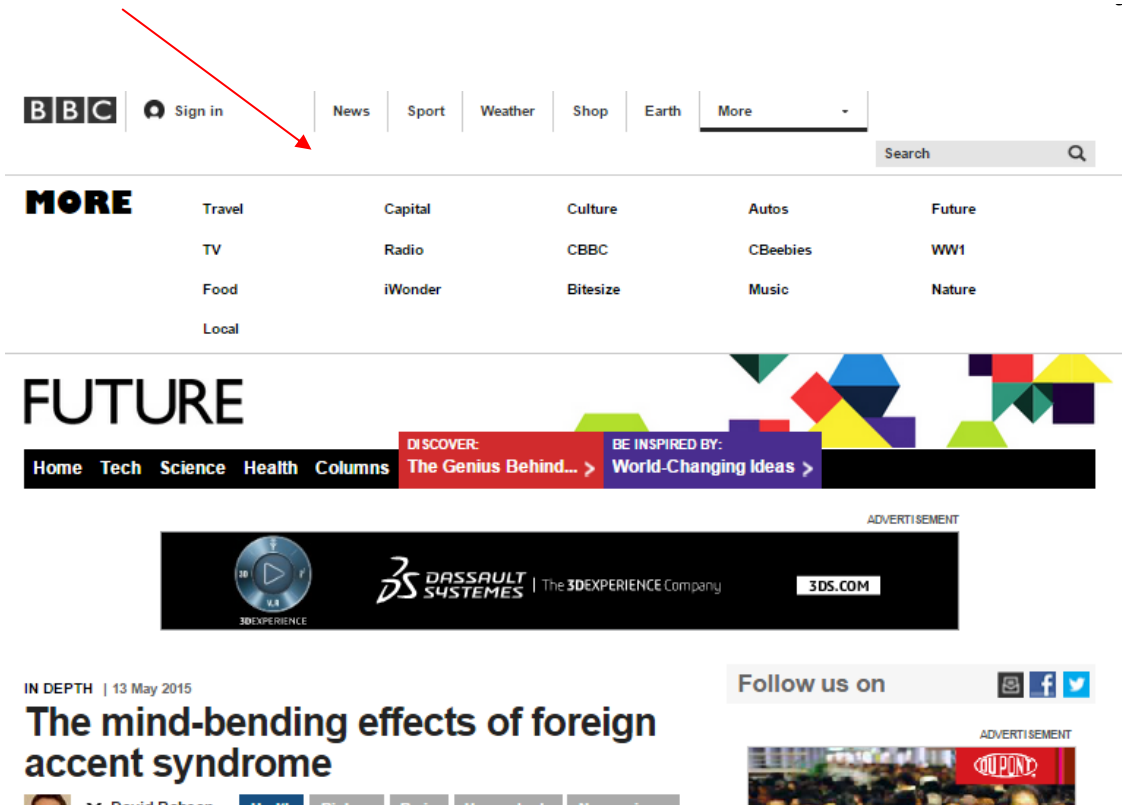 BBC Sign in News Sport Weather Shop Earth More
Search
MORE Travel Capital Culture Autos Future
TV Radio CBBC CBeebies WW1
Food iWonder Bitesize Music Nature
Local
FUTURE
DISCOVER: BE INSPIRED BY:
Home Tech Science Health Columns The Genius Behind... > World-Changing Ideas >
ADVERTISEMENT
3D V.R
3DEXPERIENCE
DASSAULT SYSTEMES | The 3DEXPERIENCE Company 3DS.COM
IN DEPTH | 13 May 2015
Follow us on
The mind-bending effects of foreign
accent syndrome
ADVERTISEMENT
DUPONT